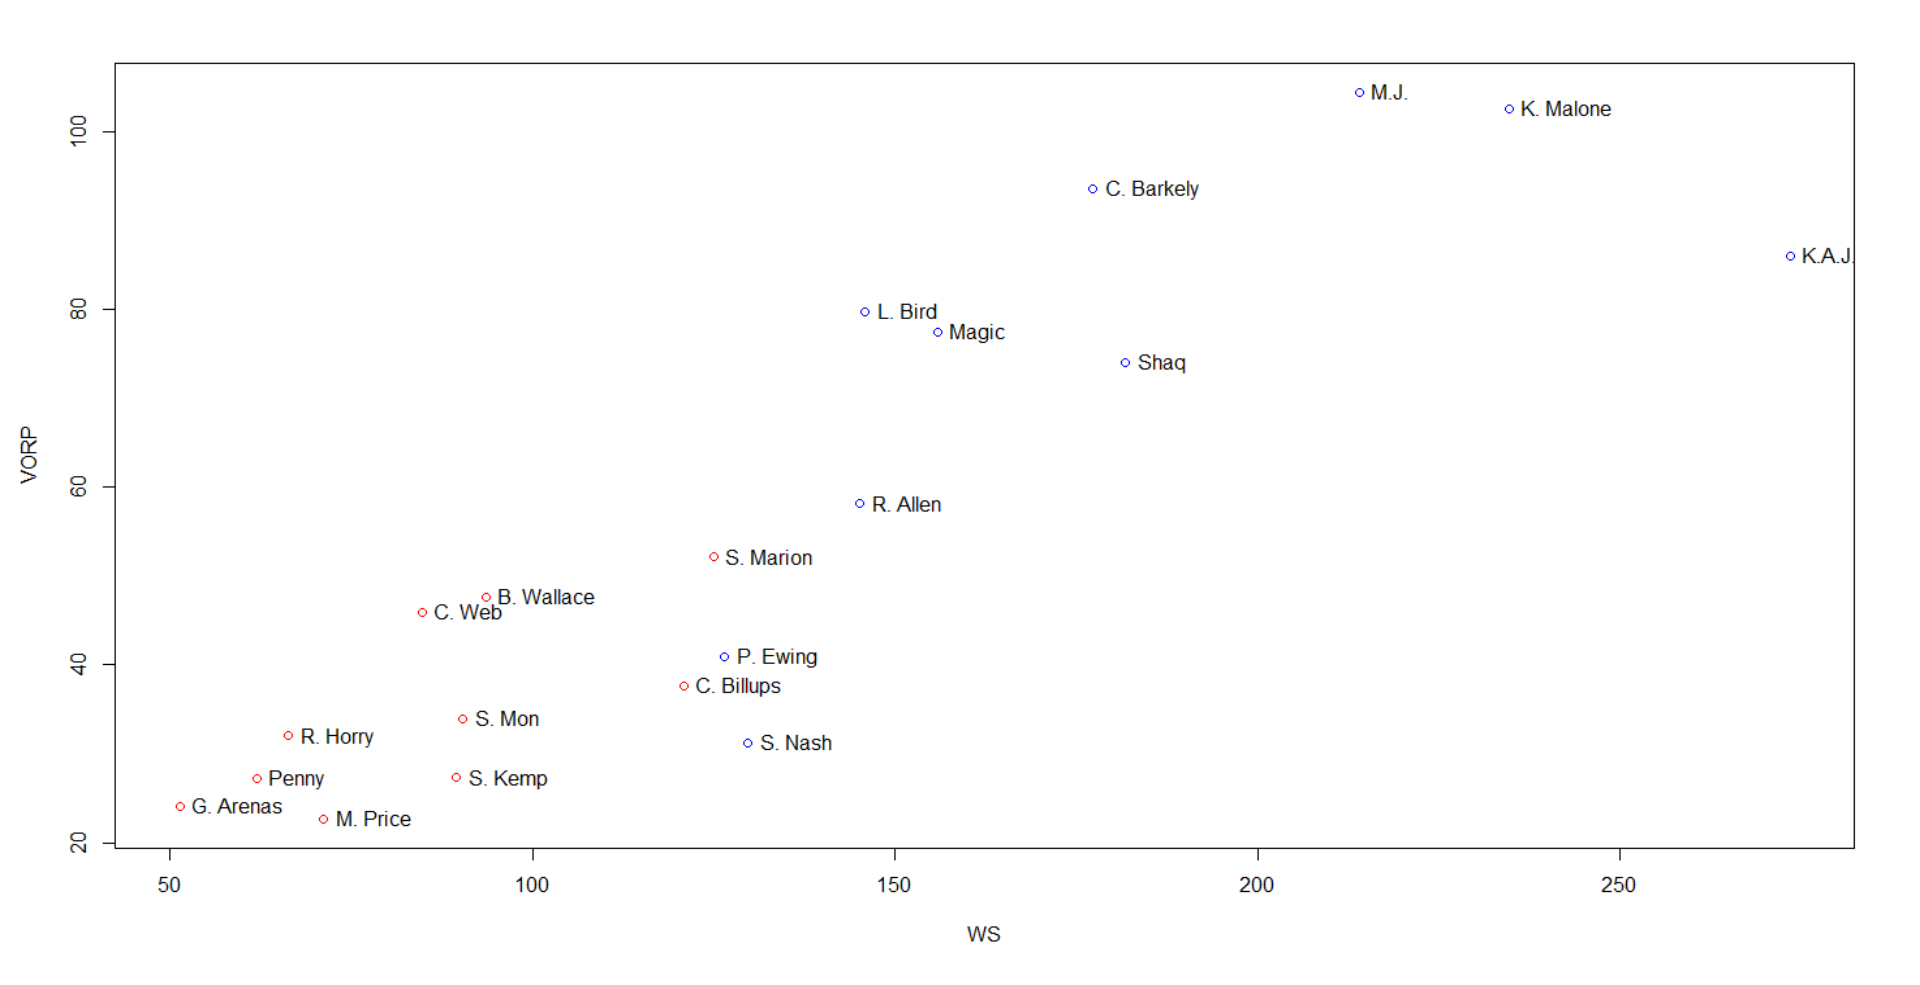 M.J.
K. Malone
C. Barkely
K.A.J.
L. Bird
Magic
Shaq
R. Allen
S. Marion
B. Wallace
C. Web
P. Ewing
C. Billups
S. Mon
R. Horry
S. Nash
Penny
S. Kemp
G. Arenas
M. Price
VORP
100
80
60
40
20
50 100 150 200 250
WS